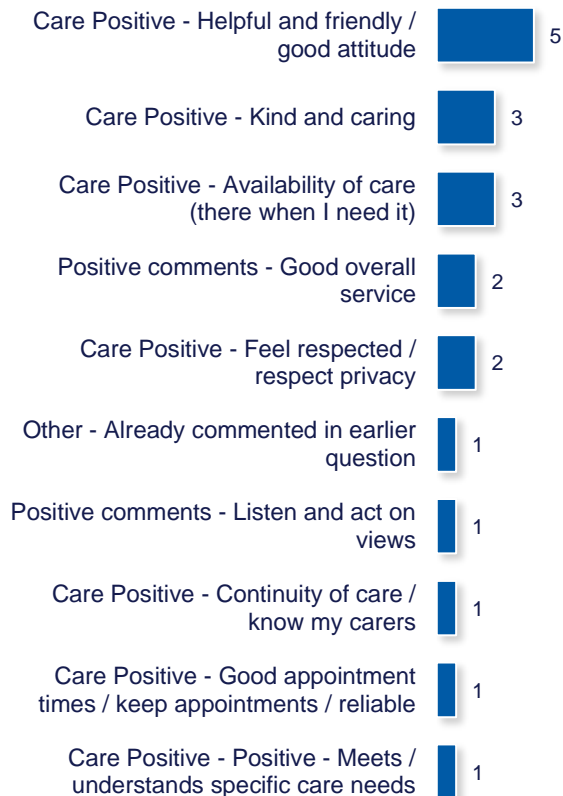 Care Positive - Helpful and friendly /
good attitude
5
Care Positive - Kind and caring
3
Care Positive - Availability of care
(there when I need it)
3
Positive comments - Good overall
service
2
Care Positive - Feel respected /
respect privacy
2
Other - Already commented in earlier
question
1
Positive comments - Listen and act on
views
1
Care Positive - Continuity of care /
know my carers
1
Care Positive - Good appointment
times / keep appointments / reliable
1
Care Positive - Positive - Meets /
understands specific care needs
1